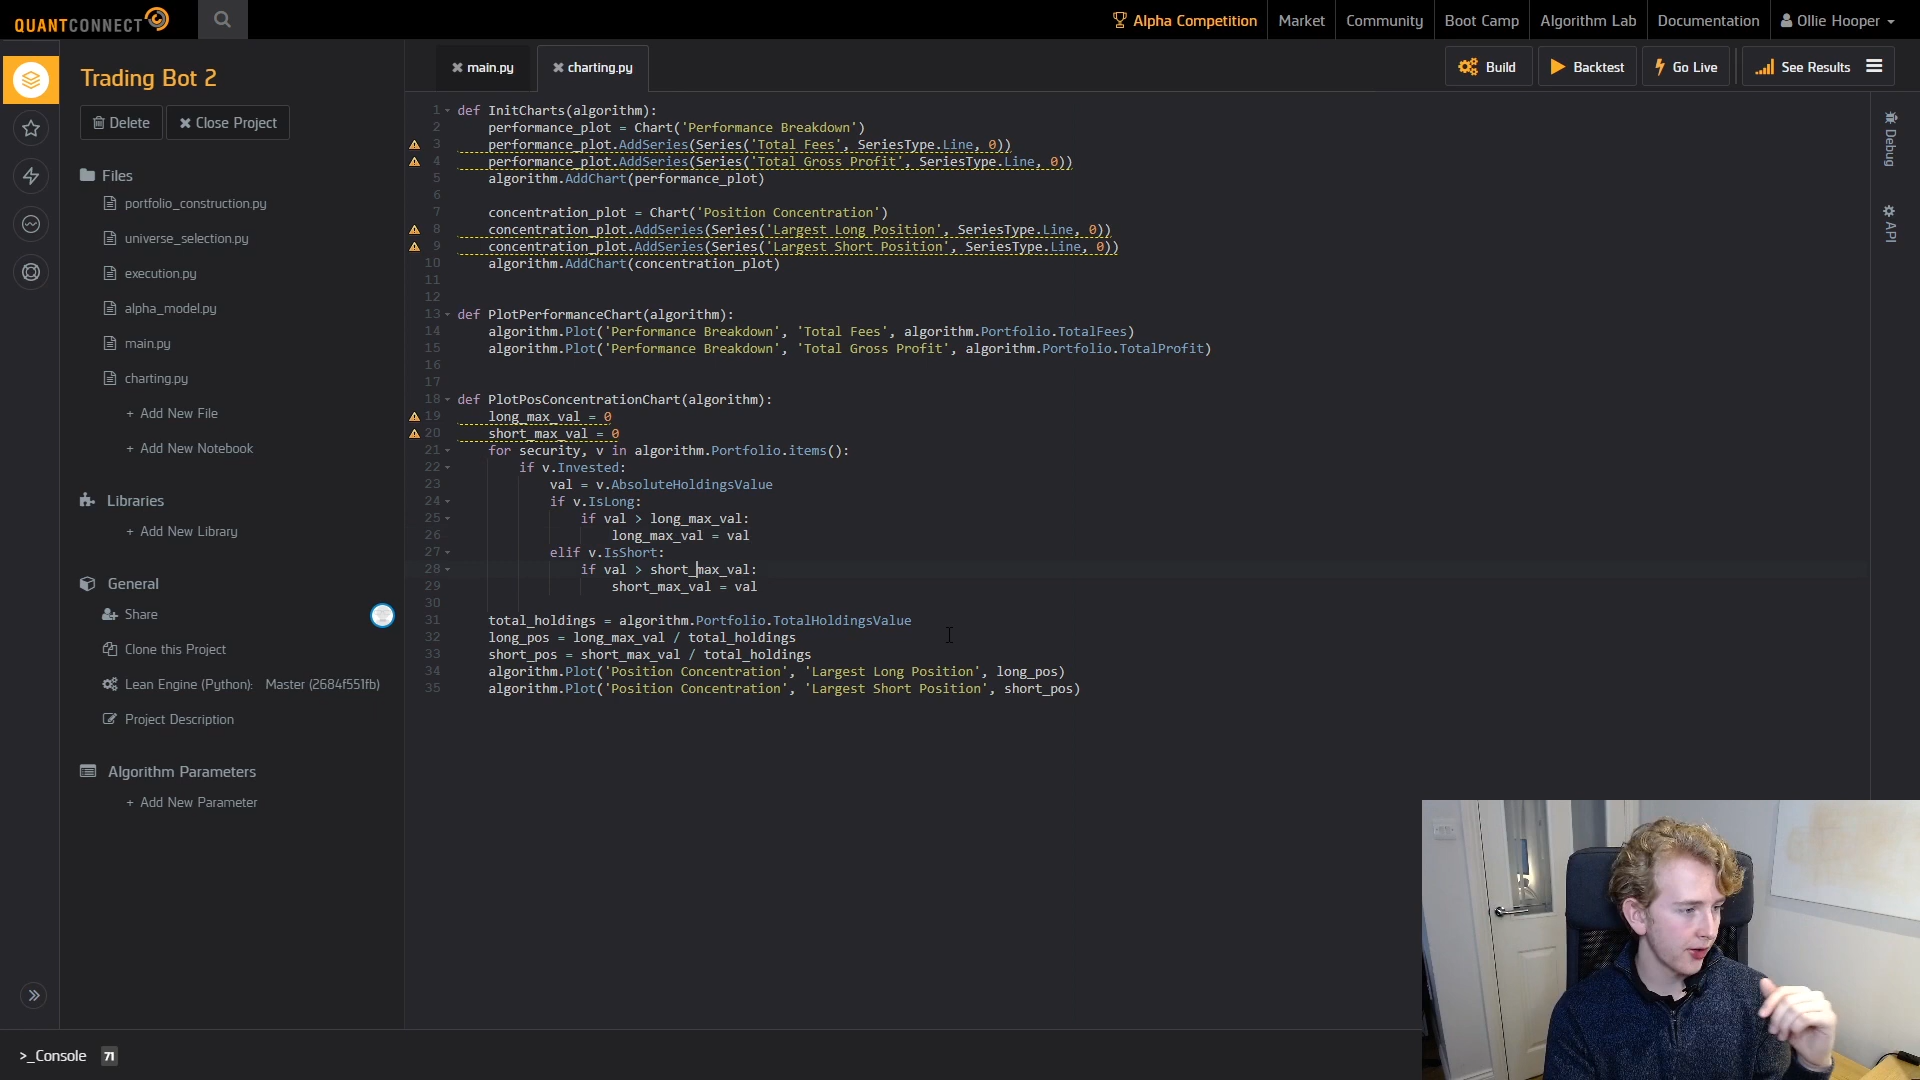 QUANTCONNECT
Alpha Competition
Market
Community
Boot Camp
Algorithm Lab
Documentation
Ollie Hooper
Trading Bot 2
Delete
Close Project
Files
portfolio_construction.py
universe_selection.py
execution.py
alpha_model.py
main.py
charting.py
+ Add New File
+ Add New Notebook
Libraries
+ Add New Library
General
Share
Clone this Project
Lean Engine (Python): Master (2684f551fb)
Project Description
Algorithm Parameters
+ Add New Parameter
main.py
charting.py
Build
Backtest
Go Live
See Results
1 def InitCharts(algorithm):
2 performance_plot = Chart('Performance Breakdown')
3 performance_plot.AddSeries(Series('Total Fees', SeriesType.Line, 0))
4 performance_plot.AddSeries(Series('Total Gross Profit', SeriesType.Line, 0))
5 algorithm.AddChart(performance_plot)
6
7 concentration_plot = Chart('Position Concentration')
8 concentration_plot.AddSeries(Series('Largest Long Position', SeriesType.Line, 0))
9 concentration_plot.AddSeries(Series('Largest Short Position', SeriesType.Line, 0))
10 algorithm.AddChart(concentration_plot)
11
12
13 def PlotPerformanceChart(algorithm):
14 algorithm.Plot('Performance Breakdown', 'Total Fees', algorithm.Portfolio.TotalFees)
15 algorithm.Plot('Performance Breakdown', 'Total Gross Profit', algorithm.Portfolio.TotalProfit)
16
17
18 def PlotPosConcentrationChart(algorithm):
19 long_max_val = 0
20 short_max_val = 0
21 for security, v in algorithm.Portfolio.items():
22 if v.Invested:
23 val = v.AbsoluteHoldingsValue
24 if v.IsLong:
25 if val > long_max_val:
26 long_max_val = val
27 elif v.IsShort:
28 if val > short_max_val:
29 short_max_val = val
30
31 total_holdings = algorithm.Portfolio.TotalHoldingsValue
32 long_pos = long_max_val / total_holdings
33 short_pos = short_max_val / total_holdings
34 algorithm.Plot('Position Concentration', 'Largest Long Position', long_pos)
35 algorithm.Plot('Position Concentration', 'Largest Short Position', short_pos)
Debug
API
>_Console 71